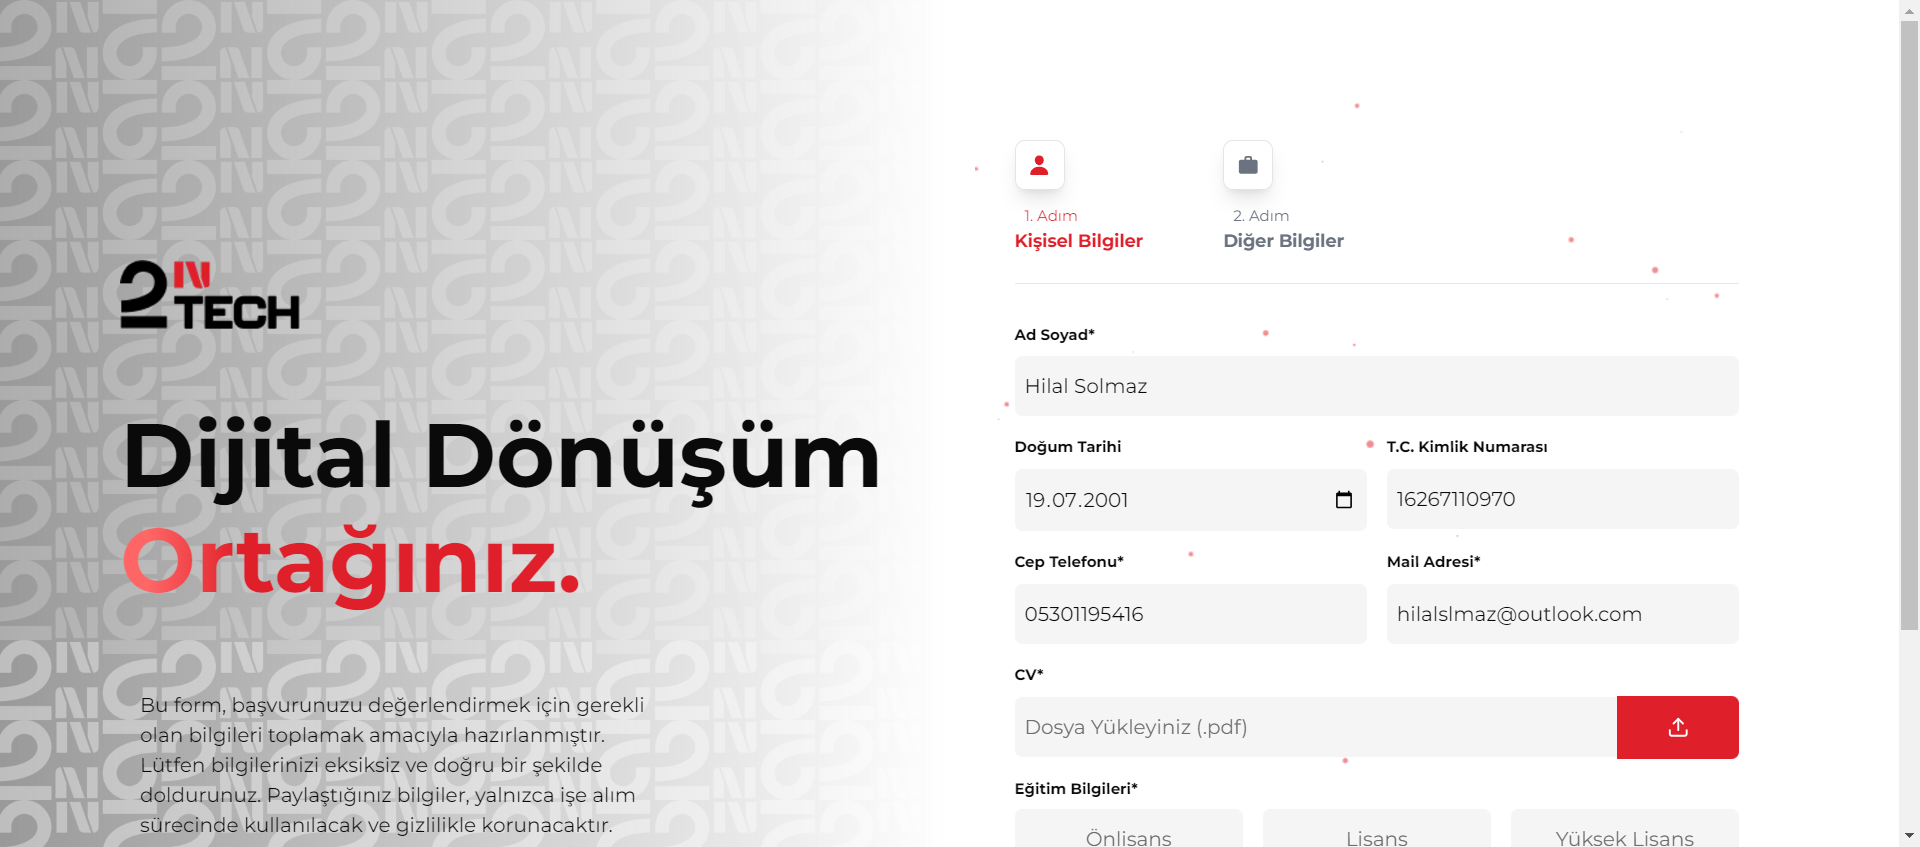 2N TECH
Dijital Dönüşüm
Ortağınız.
Bu form, başvurunuzu değerlendirmek için gerekli
olan bilgileri toplamak amacıyla hazırlanmıştır.
Lütfen bilgilerinizi eksiksiz ve doğru bir şekilde
doldurunuz. Paylaştığınız bilgiler, yalnızca işe alım
sürecinde kullanılacak ve gizlilikle korunacaktır.
1. Adım
Kişisel Bilgiler
2. Adım
Diğer Bilgiler
Ad Soyad*
Hilal Solmaz
Doğum Tarihi
T.C. Kimlik Numarası
19.07.2001
16267110970
Cep Telefonu*
Mail Adresi*
05301195416
hilalslmaz@outlook.com
CV*
Dosya Yükleyiniz (.pdf)
Eğitim Bilgileri*
Önlisans
Lisans
Yüksek Lisans